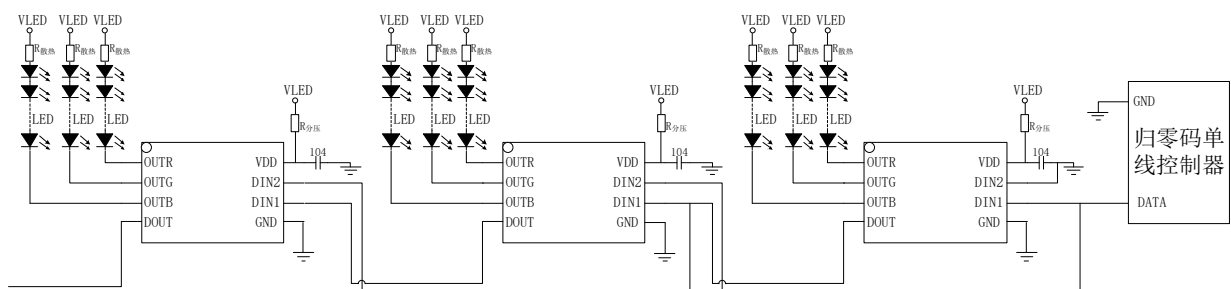 VLED VLED VLED
R散热 R散热 R散热
LED LED
VLED
R分压
104
OUTR VDD
OUTG DIN2
OUTB DIN1
DOUT GND
VLED VLED VLED
R散热 R散热 R散热
LED LED
VLED
R分压
104
OUTR VDD
OUTG DIN2
OUTB DIN1
DOUT GND
VLED VLED VLED
R散热 R散热 R散热
LED LED
VLED
R分压
104
OUTR VDD
OUTG DIN2
OUTB DIN1
DOUT GND
GND
归零码单
线控制器
DATA